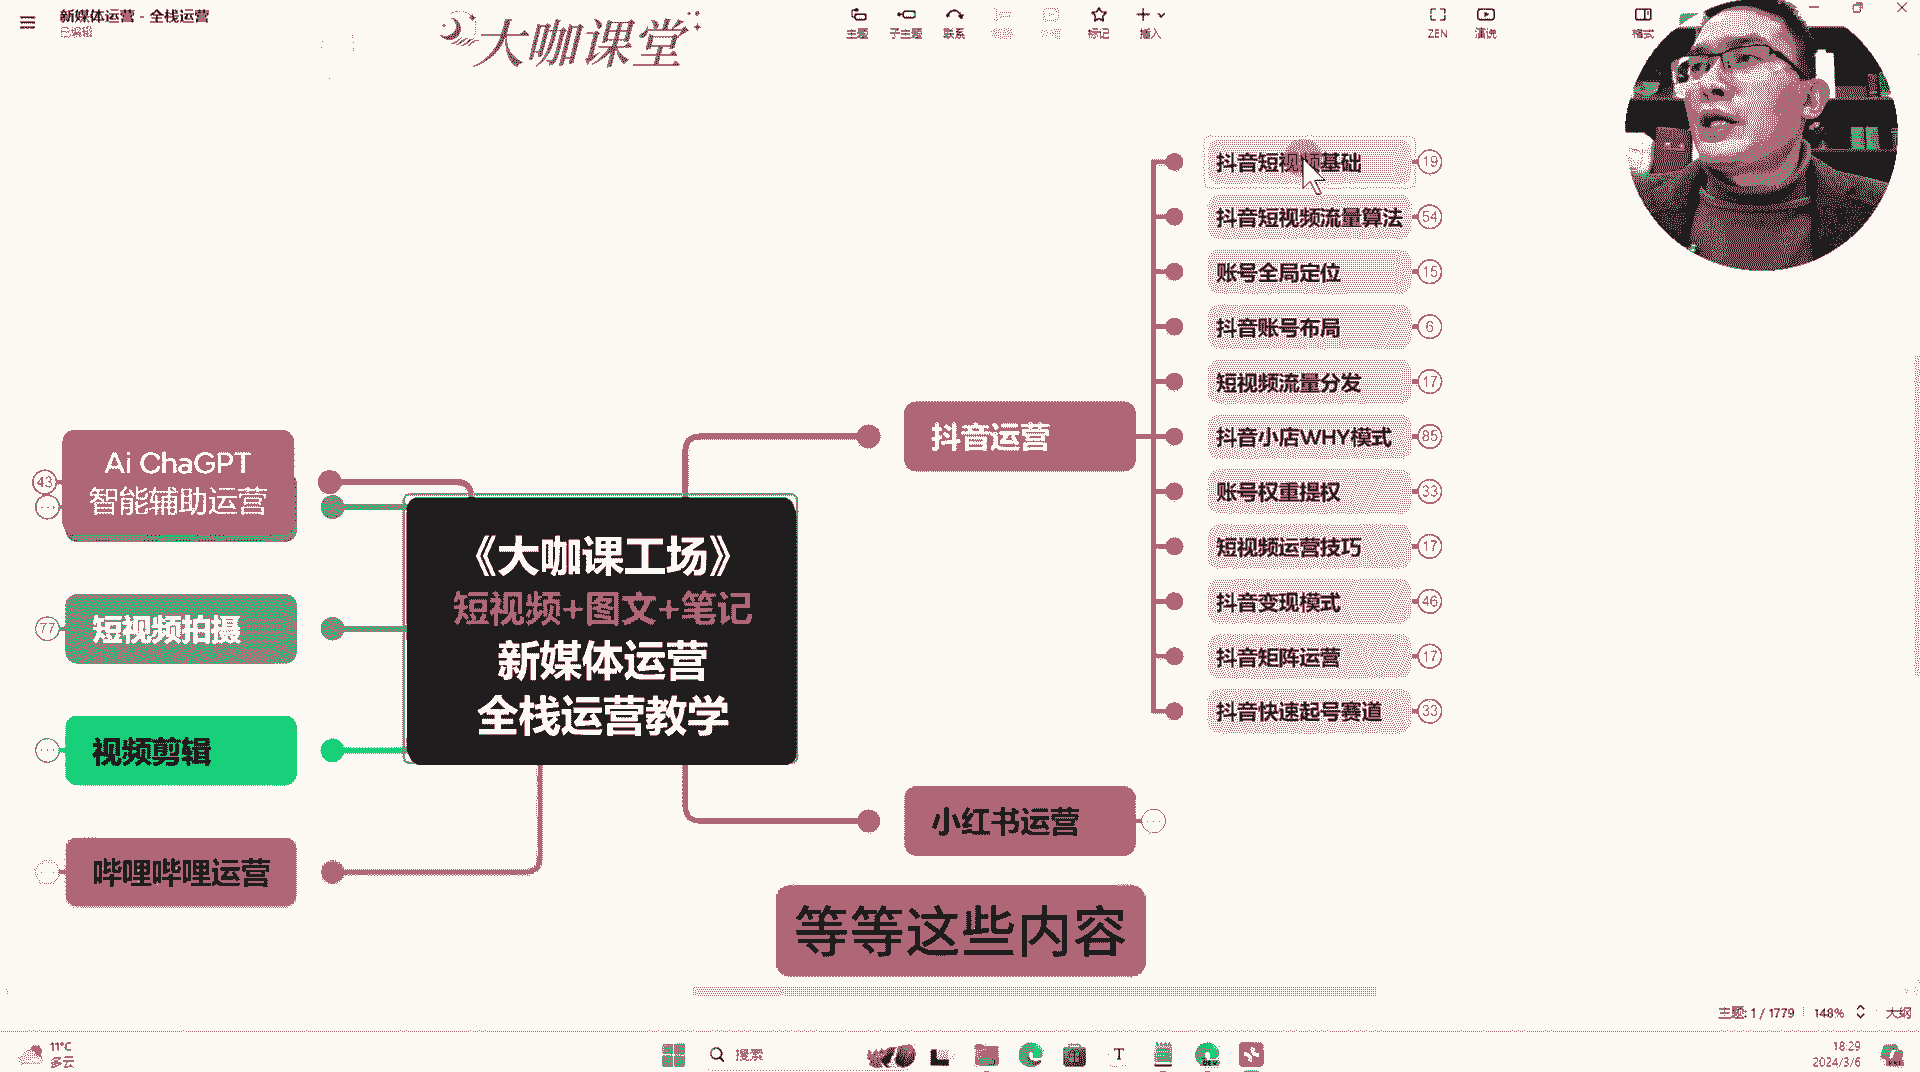 新媒体运营 - 全栈运营
已编辑
大咖课堂
主题
子主题
联系
标记
插入
ZEN
演说
格式
抖音短视频基础
19
抖音短视频流量算法
54
账号全局定位
15
抖音账号布局
6
短视频流量分发
17
抖音小店WHY模式
85
账号权重提权
33
短视频运营技巧
17
抖音变现模式
46
抖音矩阵运营
17
抖音快速起号赛道
33
抖音运营
小红书运营
Ai ChaGPT
智能辅助运营
43
短视频拍摄
77
视频剪辑
哔哩哔哩运营
《大咖课工场》
短视频+图文+笔记
新媒体运营
全栈运营教学
等等这些内容
主题: 1 / 1779
148%
大纲
11°C
多云
搜索
18:29
2024/3/6